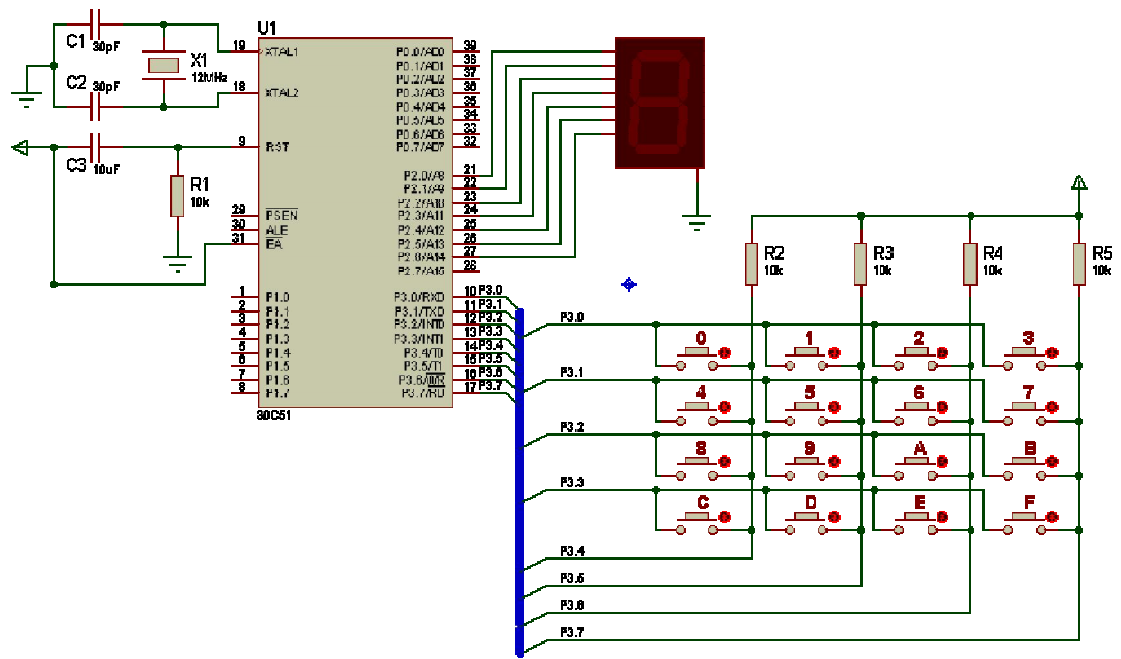 U1
C1
30pF
X1
12MHz
C2
30pF
C3
10uF
R1
10k
19
18
9
29
30
31
1
2
3
4
5
6
7
8
XTAL1
XTAL2
RST
PSEN
ALE
EA
P1.0
P1.1
P1.2
P1.3
P1.4
P1.5
P1.6
P1.7
P0.0/AD0
P0.1/AD1
P0.2/AD2
P0.3/AD3
P0.4/AD4
P0.5/AD5
P0.6/AD6
P0.7/AD7
P2.0/A8
P2.1/A9
P2.2/A10
P2.3/A11
P2.4/A12
P2.5/A13
P2.6/A14
P2.7/A15
P3.0/RXD
P3.1/TXD
P3.2/INT0
P3.3/INT1
P3.4/T0
P3.5/T1
P3.6/WR
P3.7/RD
39
38
37
36
35
34
33
32
21
22
23
24
25
26
27
28
10
11
12
13
14
15
16
17
P3.0
P3.1
P3.2
P3.3
P3.4
P3.5
P3.6
P3.7
80C51
R2
10k
R3
10k
R4
10k
R5
10k
P3.0
0 1 2 3
P3.1
4 5 6 7
P3.2
8 9 A B
P3.3
C D E F
P3.4
P3.5
P3.6
P3.7